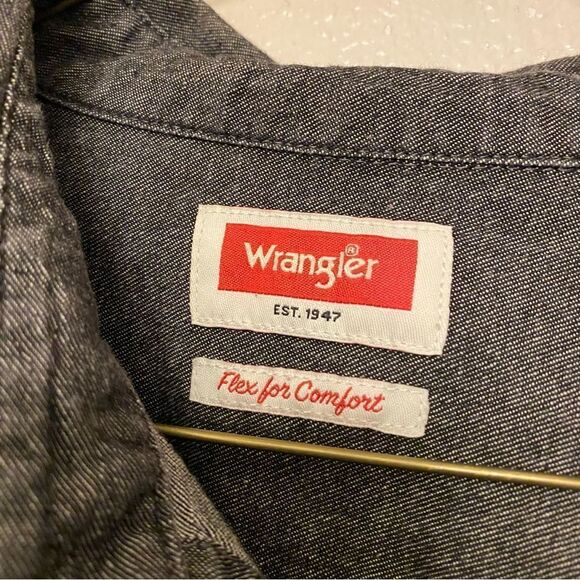 Wrangler®
EST. 1947
Flex for Comfort